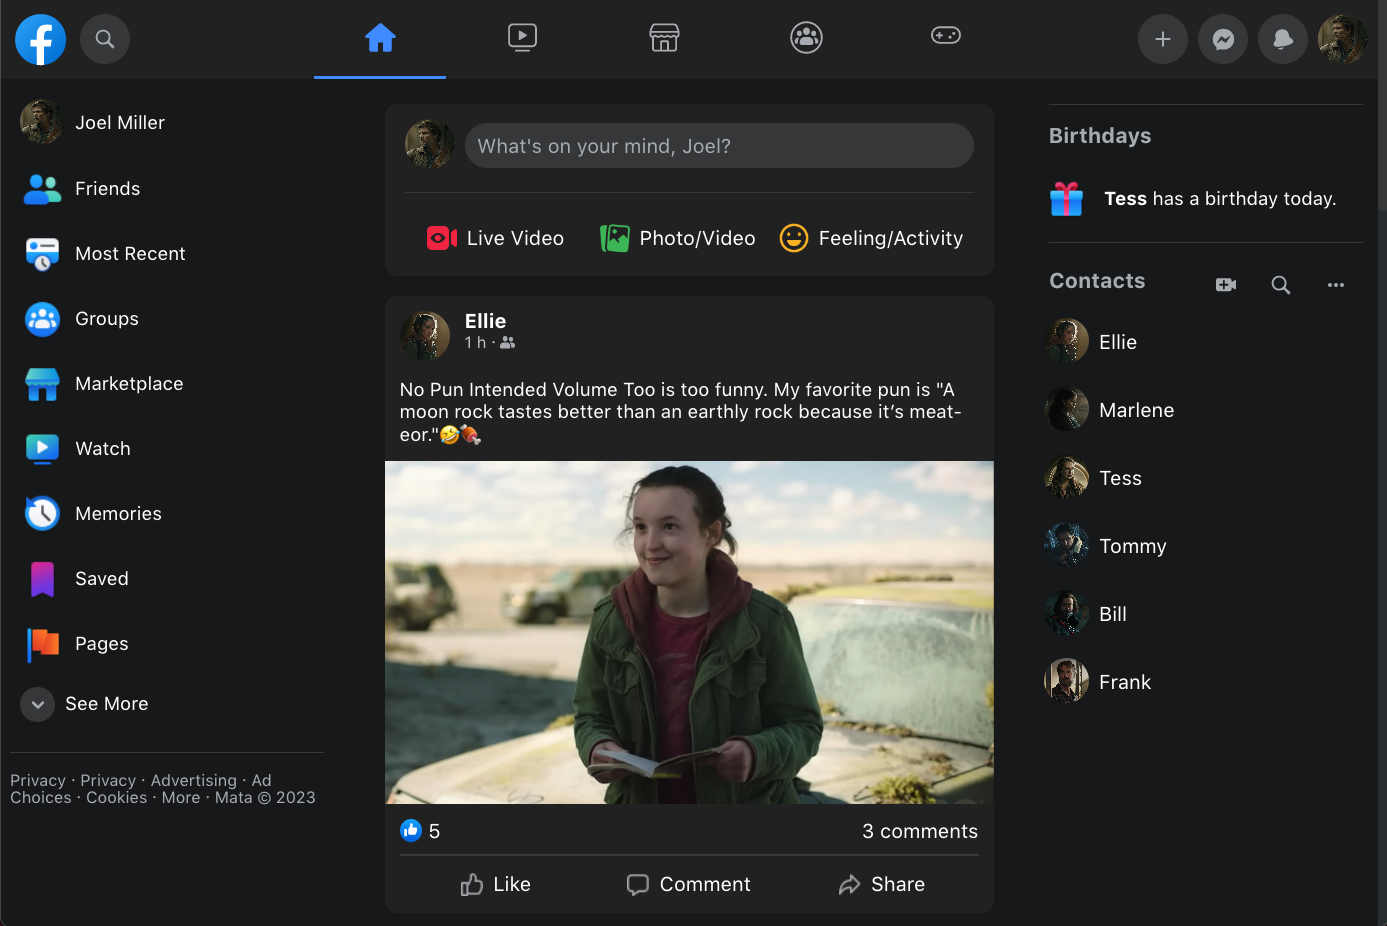 Joel Miller
Friends
Most Recent
Groups
Marketplace
Watch
Memories
Saved
Pages
See More
Privacy · Privacy · Advertising · Ad
Choices · Cookies · More · Mata © 2023
What's on your mind, Joel?
Live Video
Photo/Video
Feeling/Activity
Ellie
1 h ·
No Pun Intended Volume Too is too funny. My favorite pun is "A
moon rock tastes better than an earthly rock because it’s meat-
eor."🤣🍖
5
3 comments
Like
Comment
Share
Birthdays
Tess has a birthday today.
Contacts
Ellie
Marlene
Tess
Tommy
Bill
Frank